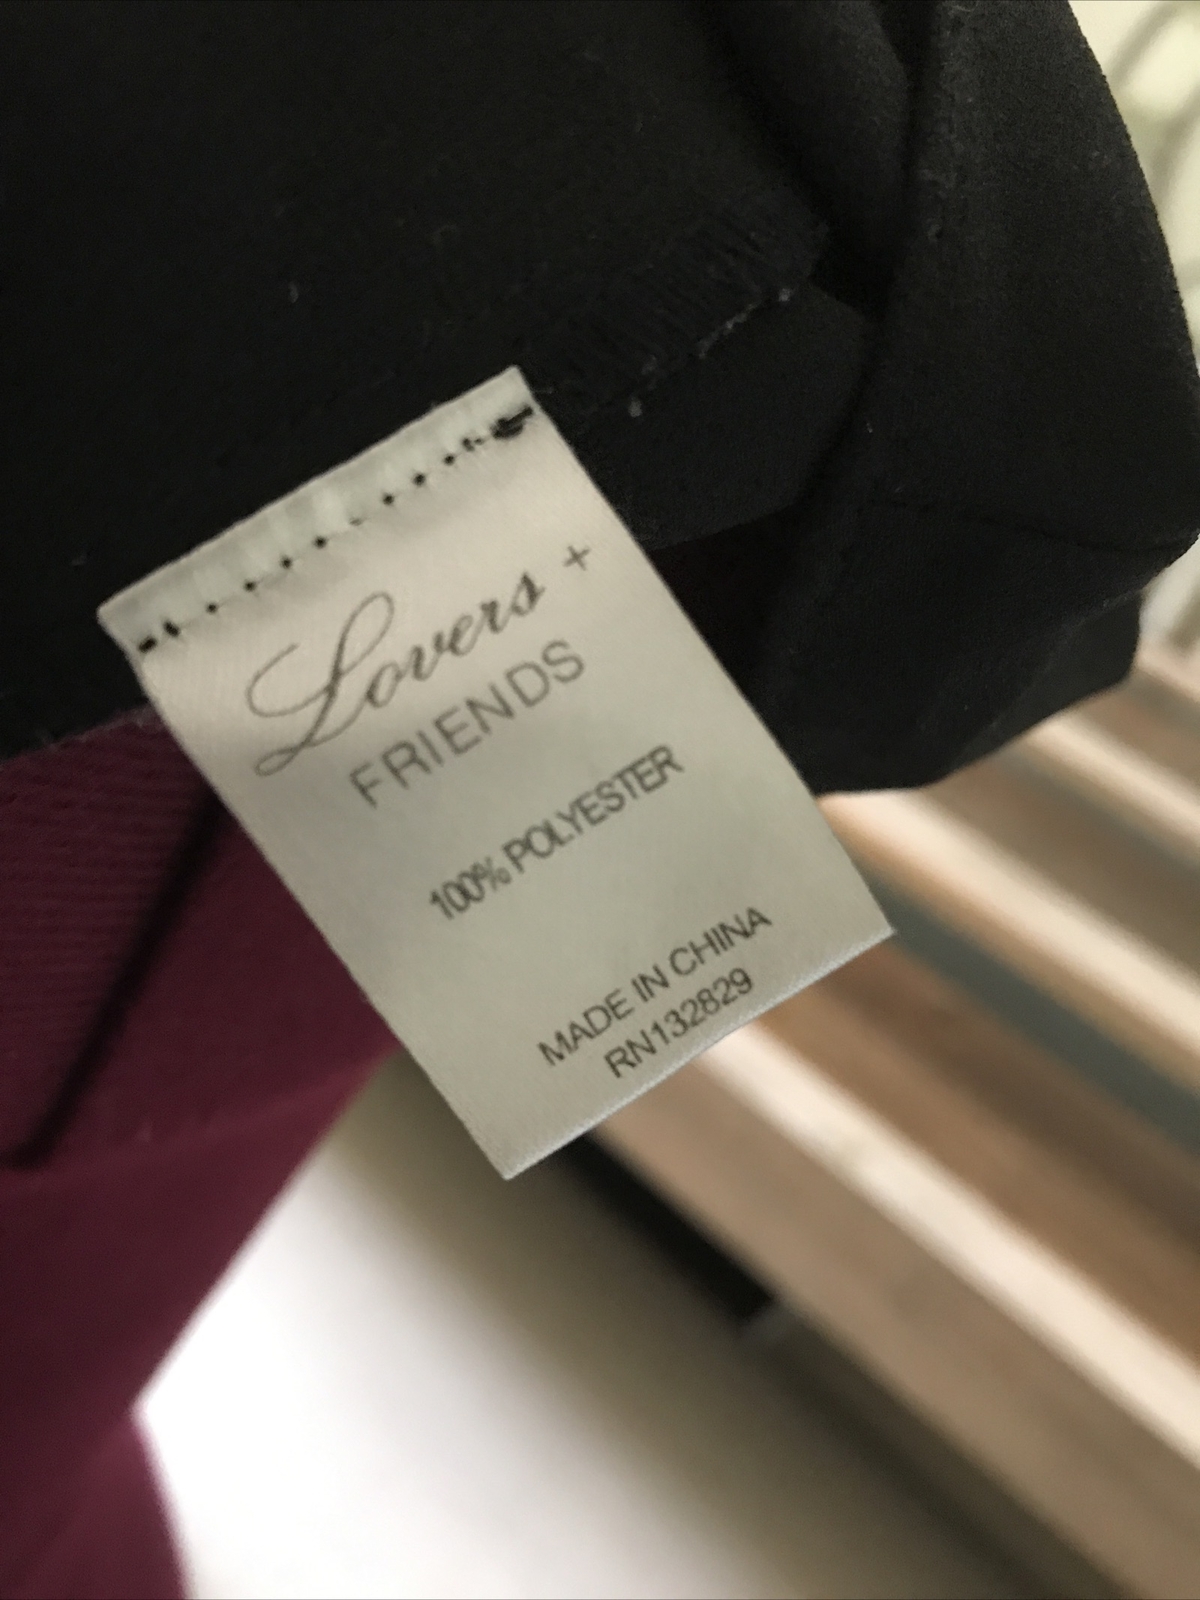 Lovers +
FRIENDS
100% POLYESTER
MADE IN CHINA
RN132829